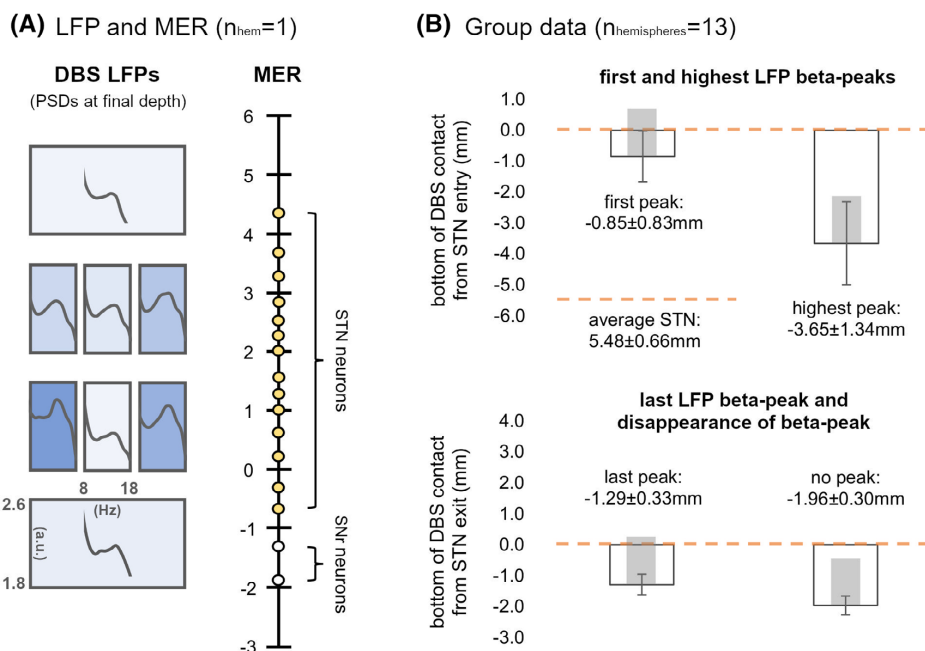 (A) LFP and MER (nhem=1)
DBS LFPs
(PSDs at final depth)
MER
6
5
4
3
2
1
0
-1
-2
-3
STN neurons
SNr neurons
8 18
(Hz)
2.6
(a.u.)
1.8
(B) Group data (nhemispheres=13)
first and highest LFP beta-peaks
bottom of DBS contact
from STN entry (mm)
1.0
0.0
-1.0
-2.0
-3.0
-4.0
-5.0
-6.0
first peak:
-0.85±0.83mm
average STN:
5.48±0.66mm
highest peak:
-3.65±1.34mm
last LFP beta-peak and
disappearance of beta-peak
bottom of DBS contact
from STN exit (mm)
4.0
3.0
2.0
1.0
0.0
-1.0
-2.0
-3.0
last peak:
-1.29±0.33mm
no peak:
-1.96±0.30mm